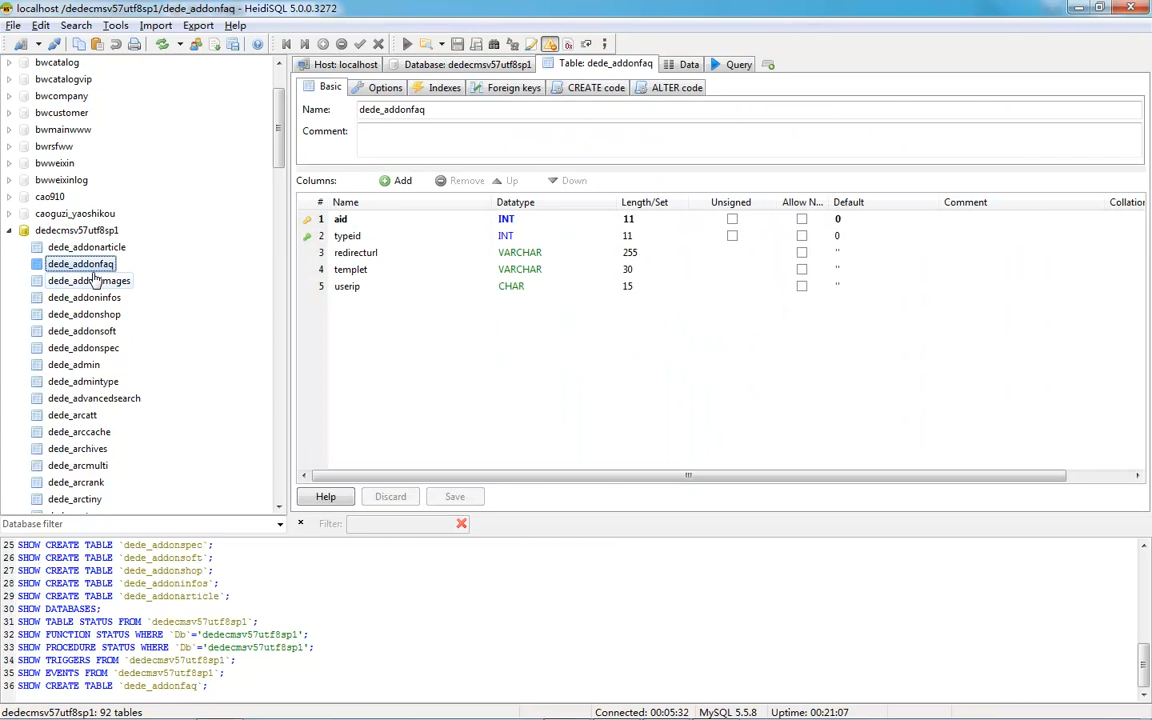 localhost /dedecmsv57utf8sp1/dede_addonfaq - HeidiSQL 5.0.0.3272
File Edit Search Tools Import Export Help
bwcatalog
bwcatalogvip
bwcompany
bwcustomer
bwmainwww
bwrsfww
bwweixin
bwweixinlog
cao910
caoguzi_yaoshikou
dedecmsv57utf8sp1
dede_addonarticle
dede_addonfaq
dede_addonimages
dede_addoninfos
dede_addonshop
dede_addonsoft
dede_addonspec
dede_admin
dede_admintype
dede_advancedsearch
dede_arcatt
dede_arccache
dede_archives
dede_arcmulti
dede_arcrank
dede_arctiny
Host: localhost Database: dedecmsv57utf8sp1 Table: dede_addonfaq Data Query
Basic Options Indexes Foreign keys CREATE code ALTER code
Name: dede_addonfaq
Comment:
Columns: Add Remove Up Down
# Name Datatype Length/Set Unsigned Allow N... Default Comment Collation
1 aid INT 11 0
2 typeid INT 11 0
3 redirecturl VARCHAR 255 ''
4 templet VARCHAR 30 ''
5 userip CHAR 15 ''
Help Discard Save
Database filter
Filter:
25 SHOW CREATE TABLE `dede_addonspec`;
26 SHOW CREATE TABLE `dede_addonsoft`;
27 SHOW CREATE TABLE `dede_addonshop`;
28 SHOW CREATE TABLE `dede_addoninfos`;
29 SHOW CREATE TABLE `dede_addonarticle`;
30 SHOW DATABASES;
31 SHOW TABLE STATUS FROM `dedecmsv57utf8sp1`;
32 SHOW FUNCTION STATUS WHERE `Db`='dedecmsv57utf8sp1';
33 SHOW PROCEDURE STATUS WHERE `Db`='dedecmsv57utf8sp1';
34 SHOW TRIGGERS FROM `dedecmsv57utf8sp1`;
35 SHOW EVENTS FROM `dedecmsv57utf8sp1`;
36 SHOW CREATE TABLE `dede_addonfaq`;
dedecmsv57utf8sp1: 92 tables
Connected: 00:05:32 MySQL 5.5.8 Uptime: 00:21:07